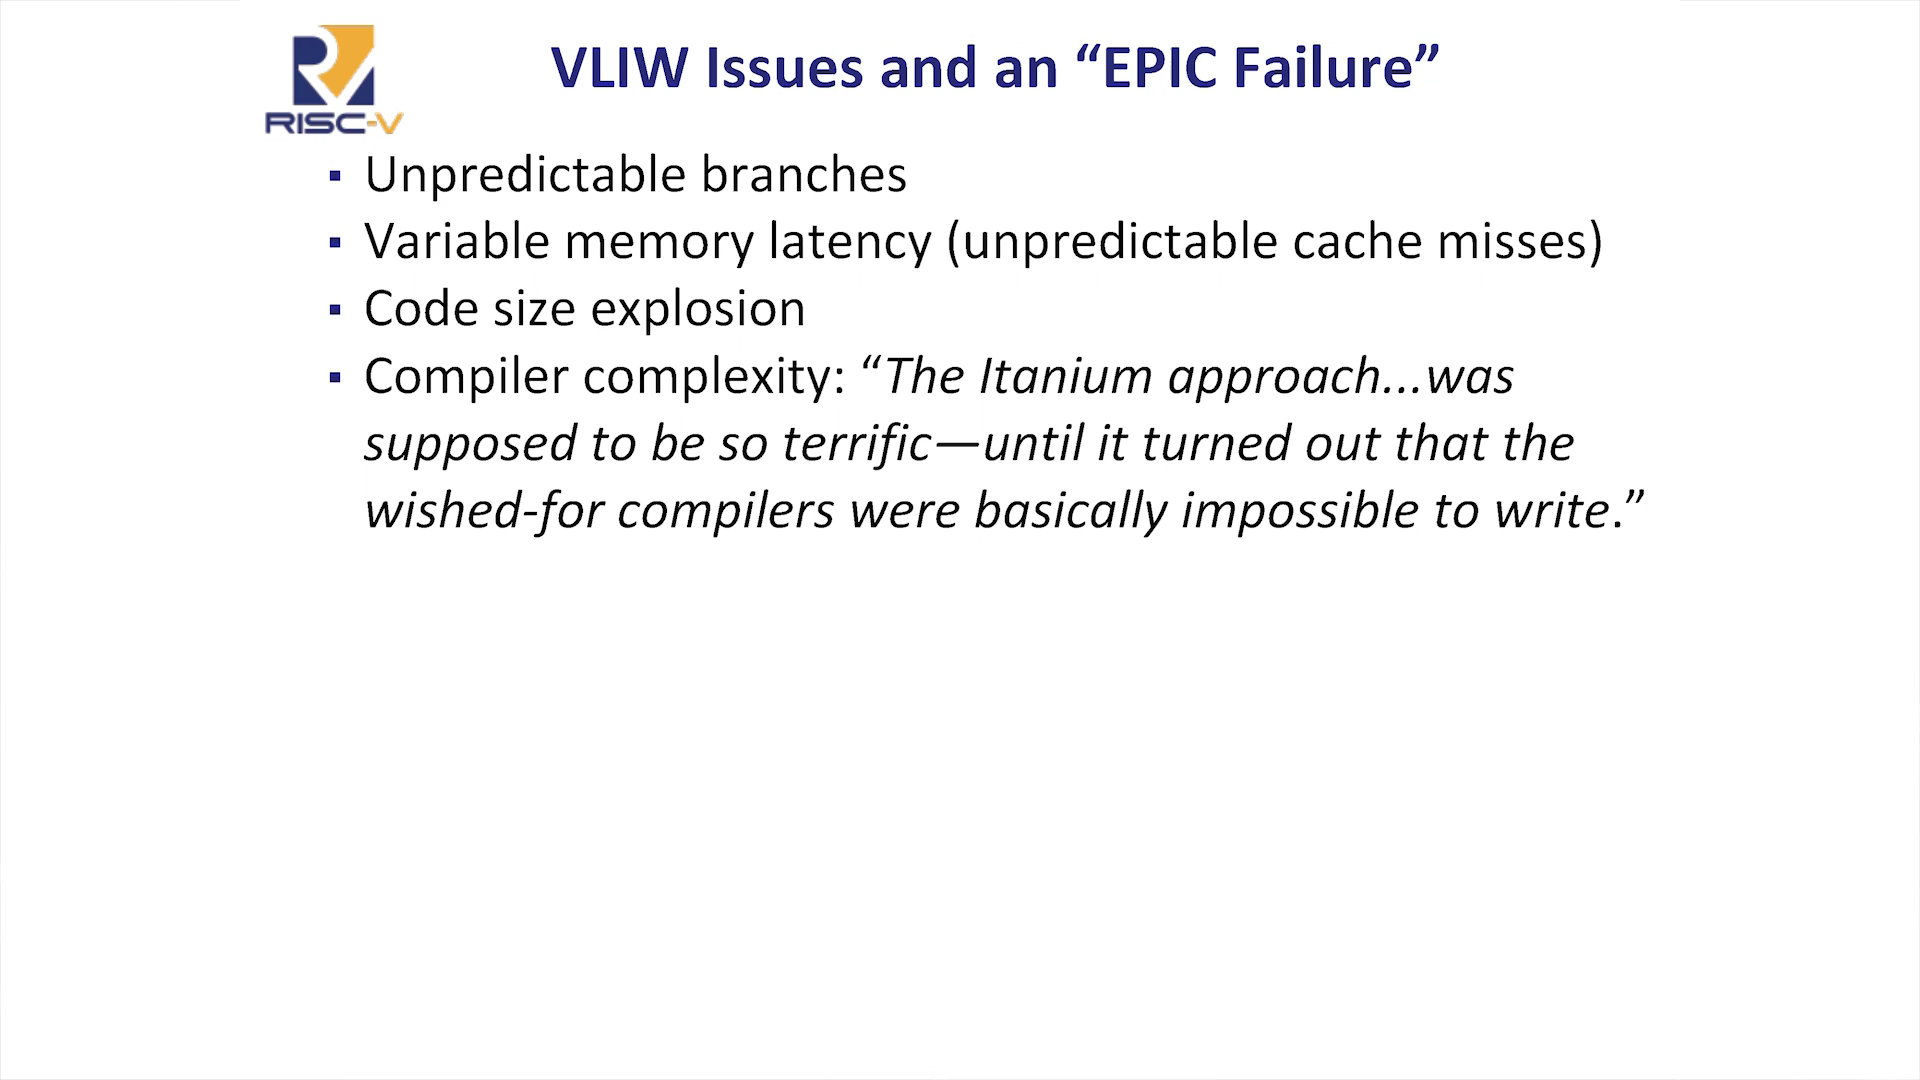 RISC-V
VLIW Issues and an “EPIC Failure”
▪ Unpredictable branches
▪ Variable memory latency (unpredictable cache misses)
▪ Code size explosion
▪ Compiler complexity: “The Itanium approach...was
supposed to be so terrific—until it turned out that the
wished-for compilers were basically impossible to write.”